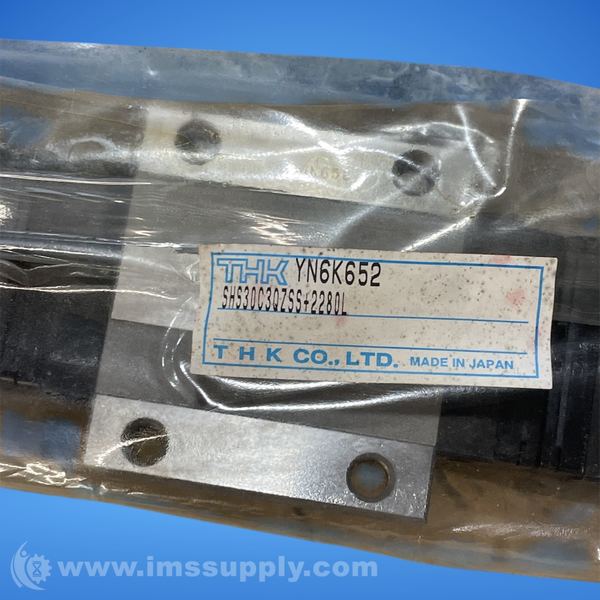 THK YN6K652
SHS30C3QZSS+2280L
T H K CO., LTD. MADE IN JAPAN
www.imssupply.com